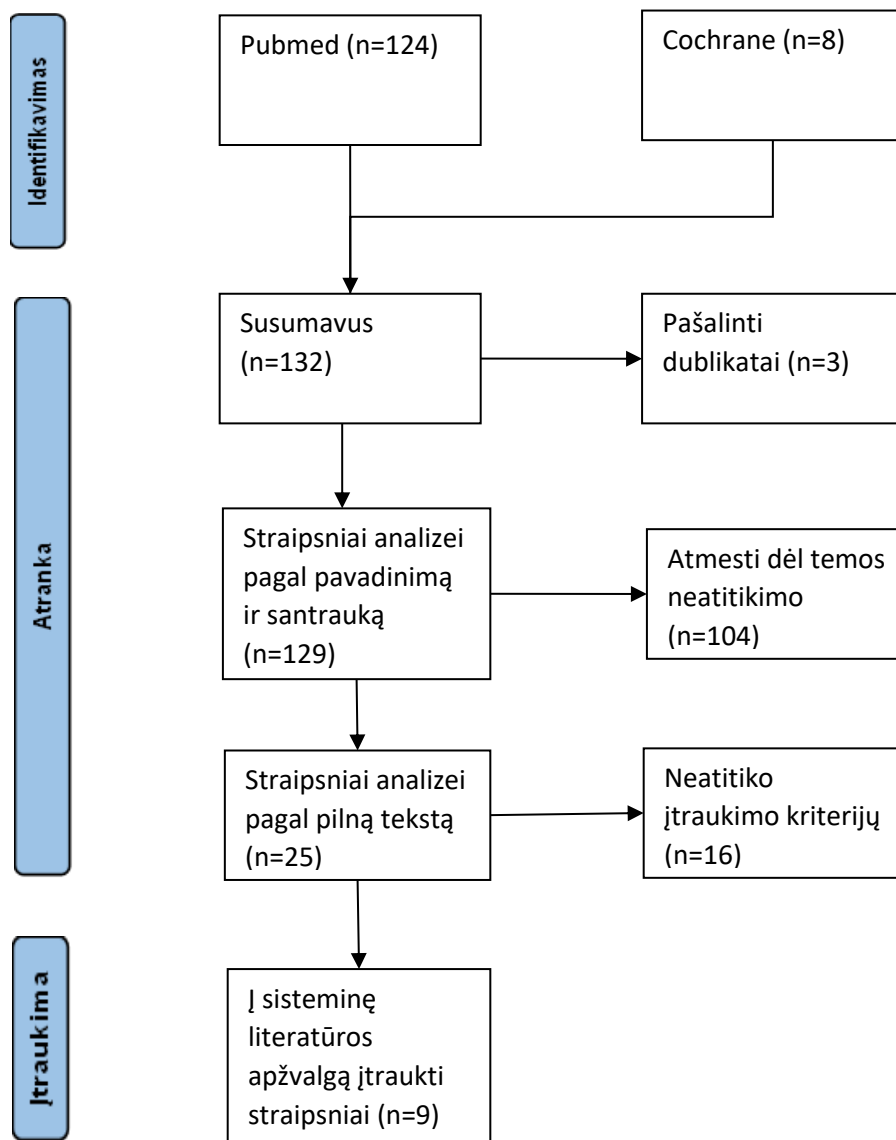 Identifikavimas
Pubmed (n=124)
Cochrane (n=8)
Atranka
Susumavus
(n=132)
Pašalinti
dublikatai (n=3)
Straipsniai analizei
pagal pavadinimą
ir santrauką
(n=129)
Atmesti dėl temos
neatitikimo
(n=104)
Straipsniai analizei
pagal pilną tekstą
(n=25)
Neatitiko
įtraukimo kriterijų
(n=16)
Įtraukima
Į sisteminę
literatūros
apžvalgą įtraukti
straipsniai (n=9)